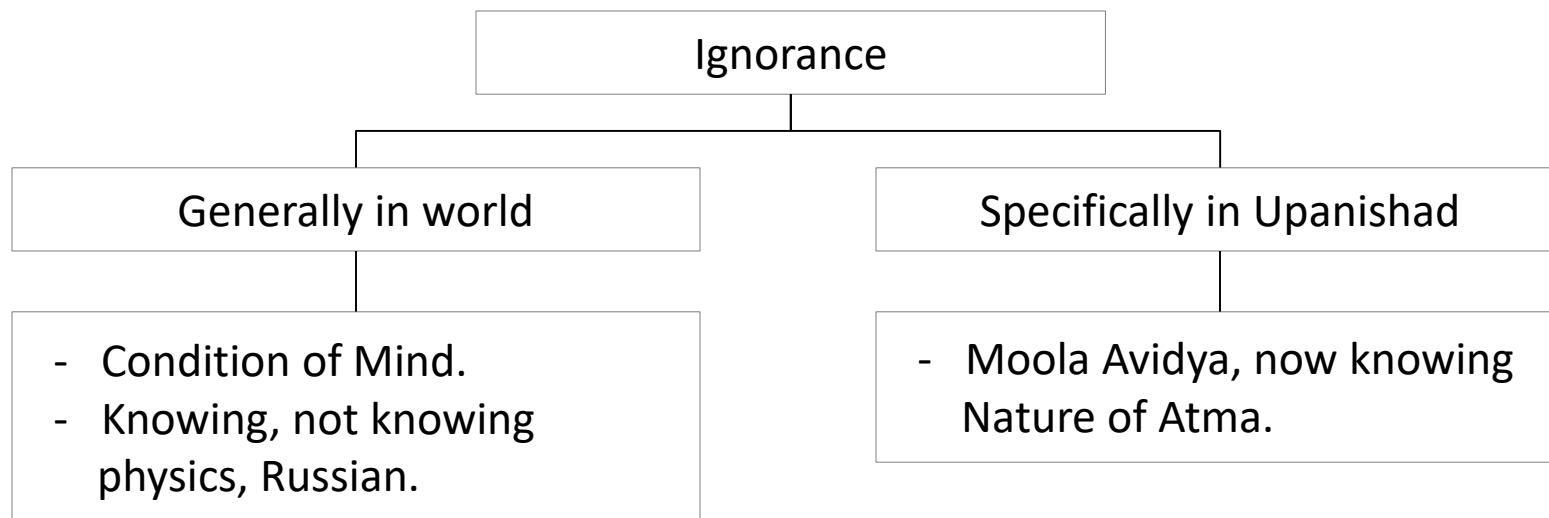 Ignorance
Generally in world
Specifically in Upanishad
- Condition of Mind.
- Knowing, not knowing
physics, Russian.
- Moola Avidya, now knowing
Nature of Atma.